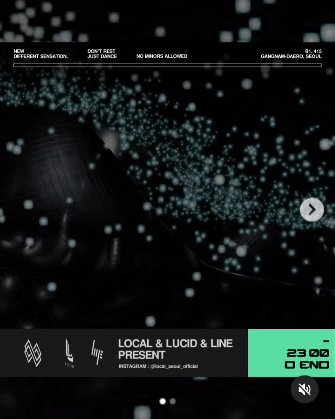 NEW
DIFFERENT SENSATION.
DON'T REST
JUST DANCE
NO MINORS ALLOWED
B1, 415
GANGNAM-DAERO, SEOUL
LOCAL & LUCID & LINE
PRESENT
INSTAGRAM : @local_seoul_official
–
23 00
O END